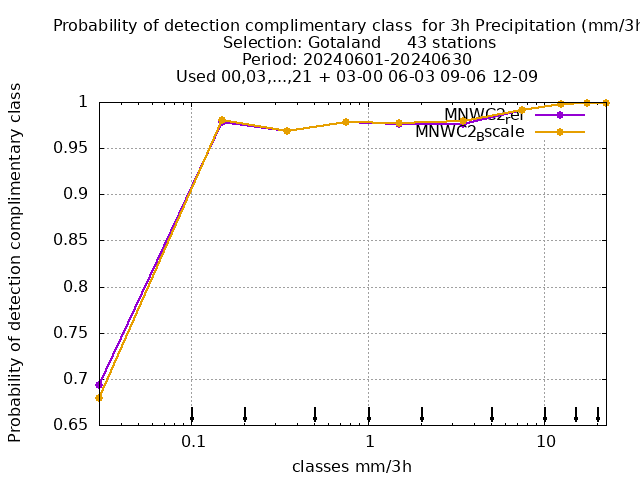 Probability of detection complimentary class  for 3h Precipitation (mm/3h
Selection: Gotaland     43 stations
Period: 20240601-20240630
Used 00,03,...,21 + 03-00 06-03 09-06 12-09
Probability of detection complimentary class
1
0.95
0.9
0.85
0.8
0.75
0.7
0.65
0.1
1
10
classes mm/3h
MNWC2_ref
MNWC2_Bscale